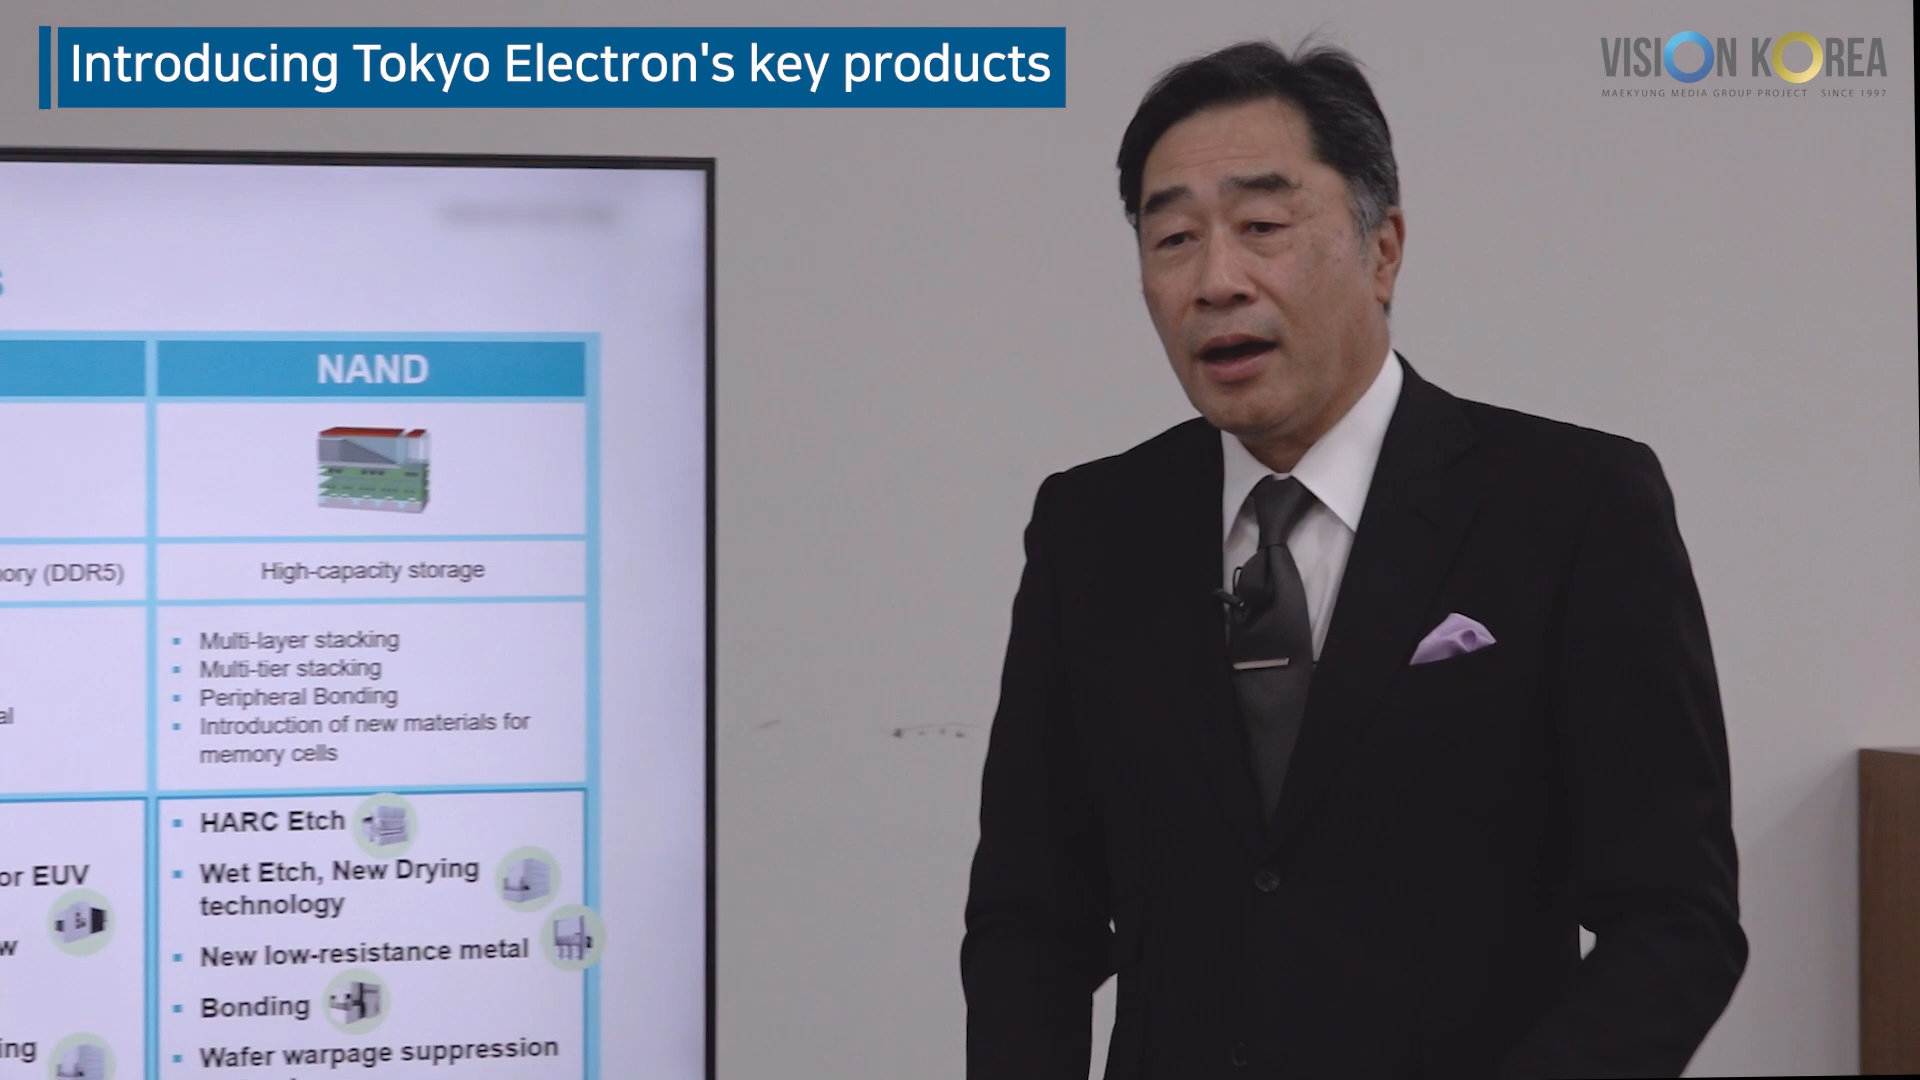 Introducing Tokyo Electron's key products
VISION KOREA
MAEKYUNG MEDIA GROUP PROJECT SINCE 1997
s
NAND
ory (DDR5)
High-capacity storage
▪ Multi-layer stacking
▪ Multi-tier stacking
▪ Peripheral Bonding
▪ Introduction of new materials for
memory cells
al
▪ HARC Etch
or EUV
▪ Wet Etch, New Drying
technology
w
▪ New low-resistance metal
▪ Bonding
ing
▪ Wafer warpage suppression